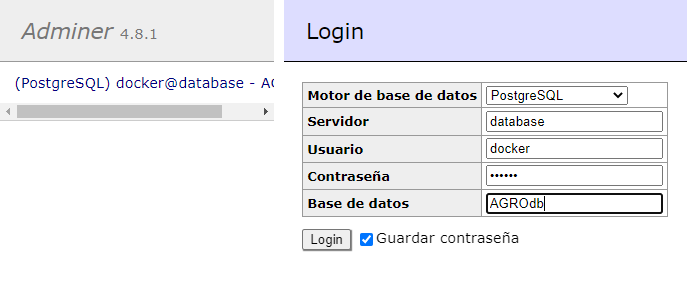 Adminer 4.8.1
(PostgreSQL) docker@database - AG
Login
Motor de base de datos PostgreSQL
Servidor database
Usuario docker
Contraseña ••••••
Base de datos AGROdb
Login Guardar contraseña